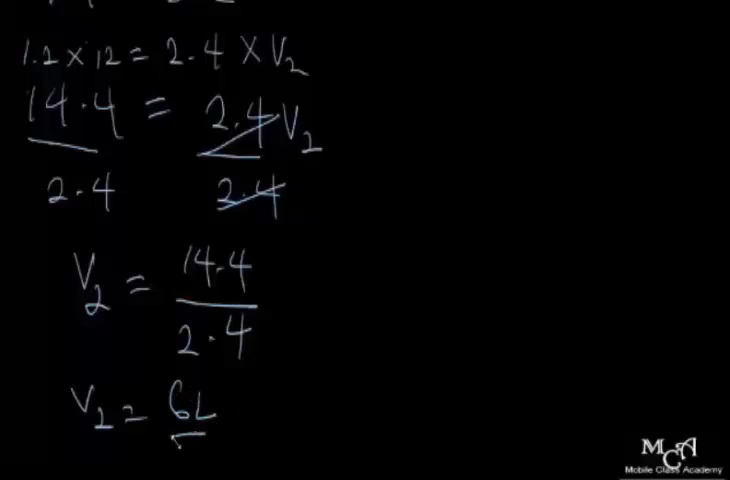 1.2 × 12 = 2.4 × V₂
14.4 = 2.4 V₂
2.4 2.4
V₂ = 14.4
2.4
V₂ = 6L
MCA
Mobile Class Academy